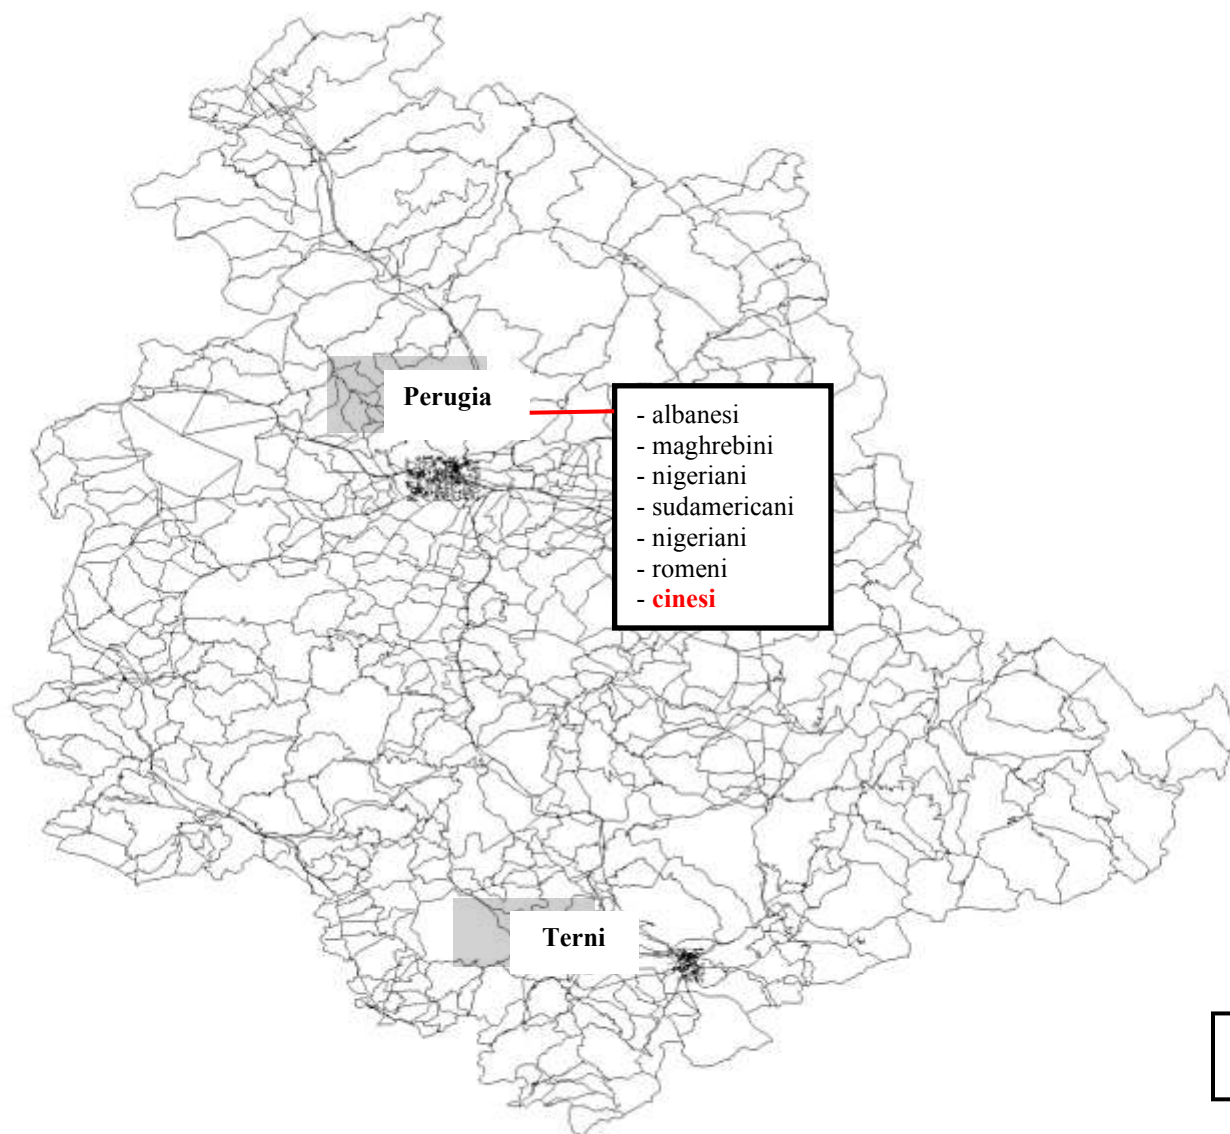 Perugia
- albanesi
- maghrebini
- nigeriani
- sudamericani
- nigeriani
- romeni
- cinesi
Terni